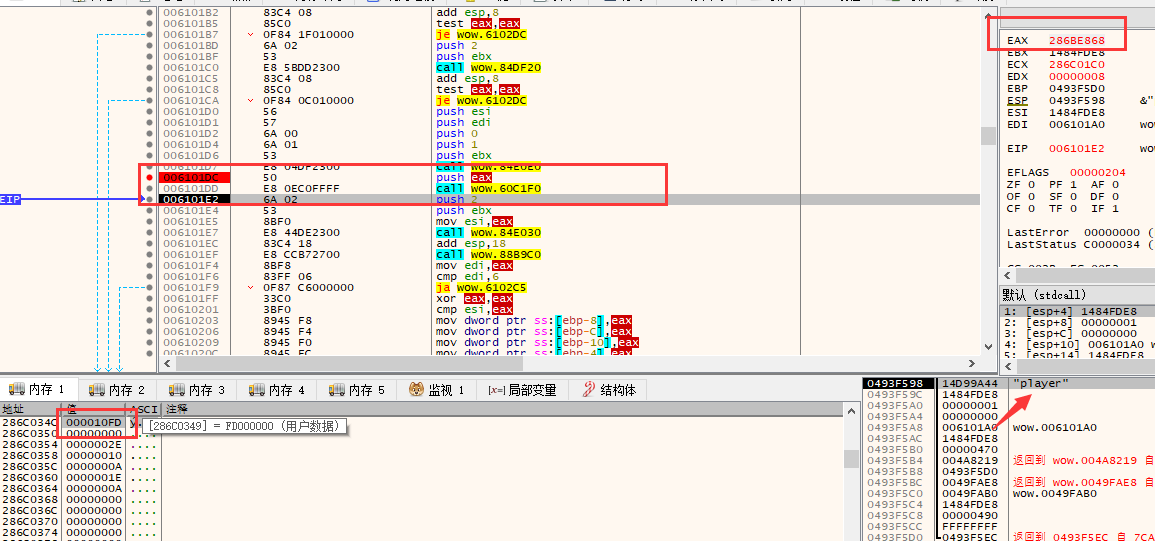 006101B2 83C4 08 add esp,8
006101B5 85C0 test eax,eax
006101B7 0F84 1F010000 je wow.6102DC
006101BD 6A 02 push 2
006101BF 53 push ebx
006101C0 E8 5BDD2300 call wow.84DF20
006101C5 83C4 08 add esp,8
006101C8 85C0 test eax,eax
006101CA 0F84 0C010000 je wow.6102DC
006101D0 56 push esi
006101D1 57 push edi
006101D2 6A 00 push 0
006101D4 6A 01 push 1
006101D6 53 push ebx
006101D7 E8 04DF2300 call wow.84E0E0
006101DC 50 push eax
006101DD E8 0EC0FFFF call wow.60C1F0
EIP 006101E2 6A 02 push 2
006101E4 53 push ebx
006101E5 8BF0 mov esi,eax
006101E7 E8 44DE2300 call wow.84E030
006101EC 83C4 18 add esp,18
006101EF E8 CCB72700 call wow.88B9C0
006101F4 8BF8 mov edi,eax
006101F6 83FF 06 cmp edi,6
006101F9 0F87 C6000000 ja wow.6102C5
006101FF 33C0 xor eax,eax
00610201 3BF0 cmp esi,eax
00610203 8945 F8 mov dword ptr ss:[ebp-8],eax
00610206 8945 F4 mov dword ptr ss:[ebp-C],eax
00610209 8945 F0 mov dword ptr ss:[ebp-10],eax
0061020C 8945 FC mov dword ptr ss:[ebp-4],eax
EAX 286BE868
EBX 1484FDE8
ECX 286C01C0
EDX 00000008
EBP 0493F5D0
ESP 0493F598 &"
ESI 1484FDE8
EDI 006101A0 wo
EIP 006101E2 wo
EFLAGS 00000204
ZF 0 PF 1 AF 0
OF 0 SF 0 DF 0
CF 0 TF 0 IF 1
LastError 00000000 (
LastStatus C0000034 (
默认 (stdcall)
1: [esp+4] 1484FDE8
2: [esp+8] 00000001
3: [esp+C] 00000000
4: [esp+10] 006101A0 w
5: [esp+14] 1484FDE8
内存 1 内存 2 内存 3 内存 4 内存 5 监视 1 [x=] 局部变量 结构体
地址 值 ASCI 注释
286C034C 000010FD ý.
[286C0349] = FD000000 (用户数据)
286C0350 00000000 ....
286C0354 0000002E ....
286C0358 00000010 ....
286C035C 0000000A ....
286C0360 0000001E ....
286C0364 0000000A ....
286C0368 00000000 ....
286C036C 00000000 ....
286C0370 00000000 ....
286C0374 00000000 ....
0493F598 14D99A44 "player"
0493F59C 1484FDE8
0493F5A0 00000001
0493F5A4 00000000
0493F5A8 006101A0 wow.006101A0
0493F5AC 1484FDE8
0493F5B0 00000470
0493F5B4 004A8219 返回到 wow.004A8219 自
0493F5B8 0493F5D0
0493F5BC 0049FAE8 返回到 wow.0049FAE8 自
0493F5C0 0049FAB0 wow.0049FAB0
0493F5C4 1484FDE8
0493F5C8 00000490
0493F5CC FFFFFFFF
0493F5D0 0493F5EC 返回到 0493F5EC 自 7CA